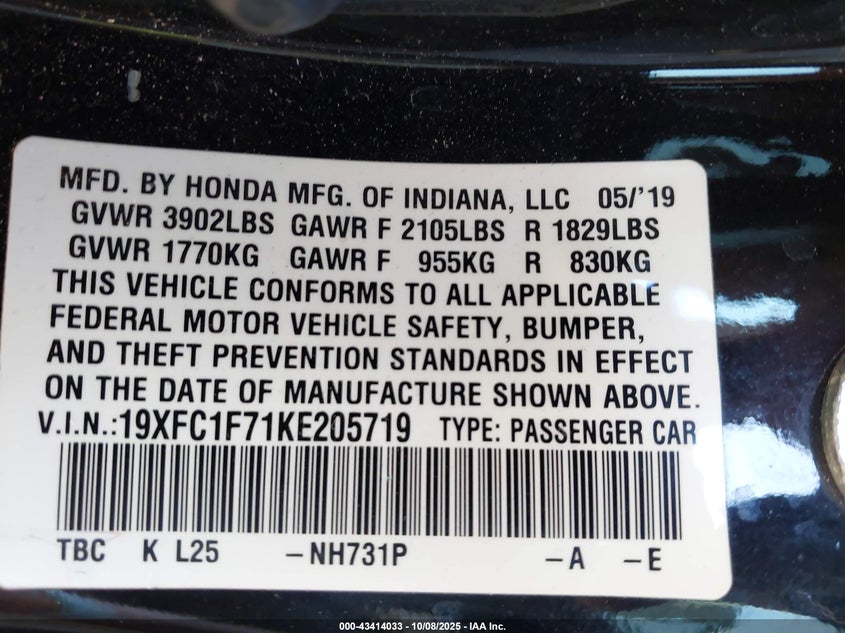 MFD. BY HONDA MFG. OF INDIANA, LLC 05/'19
GVWR 3902LBS GAWR F 2105LBS R 1829LBS
GVWR 1770KG GAWR F 955KG R 830KG
THIS VEHICLE CONFORMS TO ALL APPLICABLE
FEDERAL MOTOR VEHICLE SAFETY, BUMPER,
AND THEFT PREVENTION STANDARDS IN EFFECT
ON THE DATE OF MANUFACTURE SHOWN ABOVE.
V.I.N.:19XFC1F71KE205719 TYPE: PASSENGER CAR
TBC K L25 -NH731P -A -E
000-43414033 - 10/08/2025 - IAA Inc.